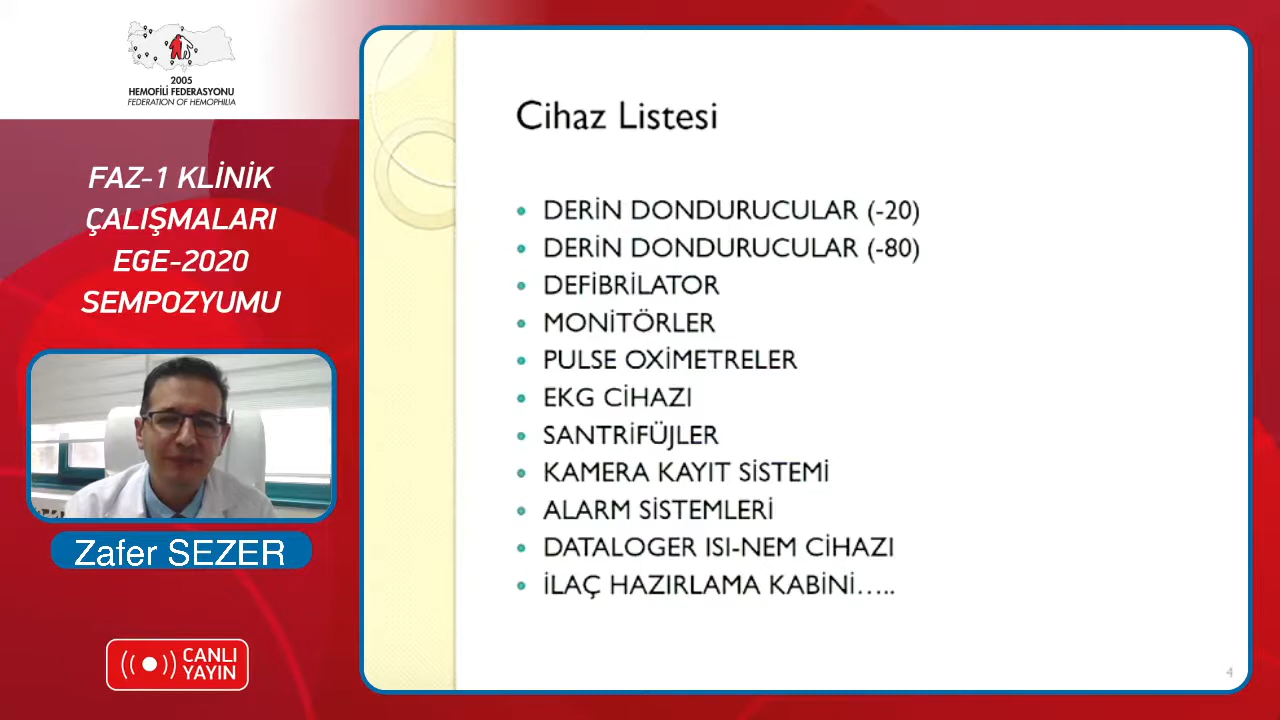 2005
HEMOFİLİ FEDERASYONU
FEDERATION OF HEMOPHILIA
FAZ-1 KLİNİK
ÇALIŞMALARI
EGE-2020
SEMPOZYUMU
Zafer SEZER
CANLI
YAYIN
Cihaz Listesi
DERİN DONDURUCULAR (-20)
DERİN DONDURUCULAR (-80)
DEFİBRİLATOR
MONİTÖRLER
PULSE OXİMETRELER
EKG CİHAZI
SANTRİFÜJLER
KAMERA KAYIT SİSTEMİ
ALARM SİSTEMLERİ
DATALOGER ISI-NEM CİHAZI
İLAÇ HAZIRLAMA KABİNİ…..
4